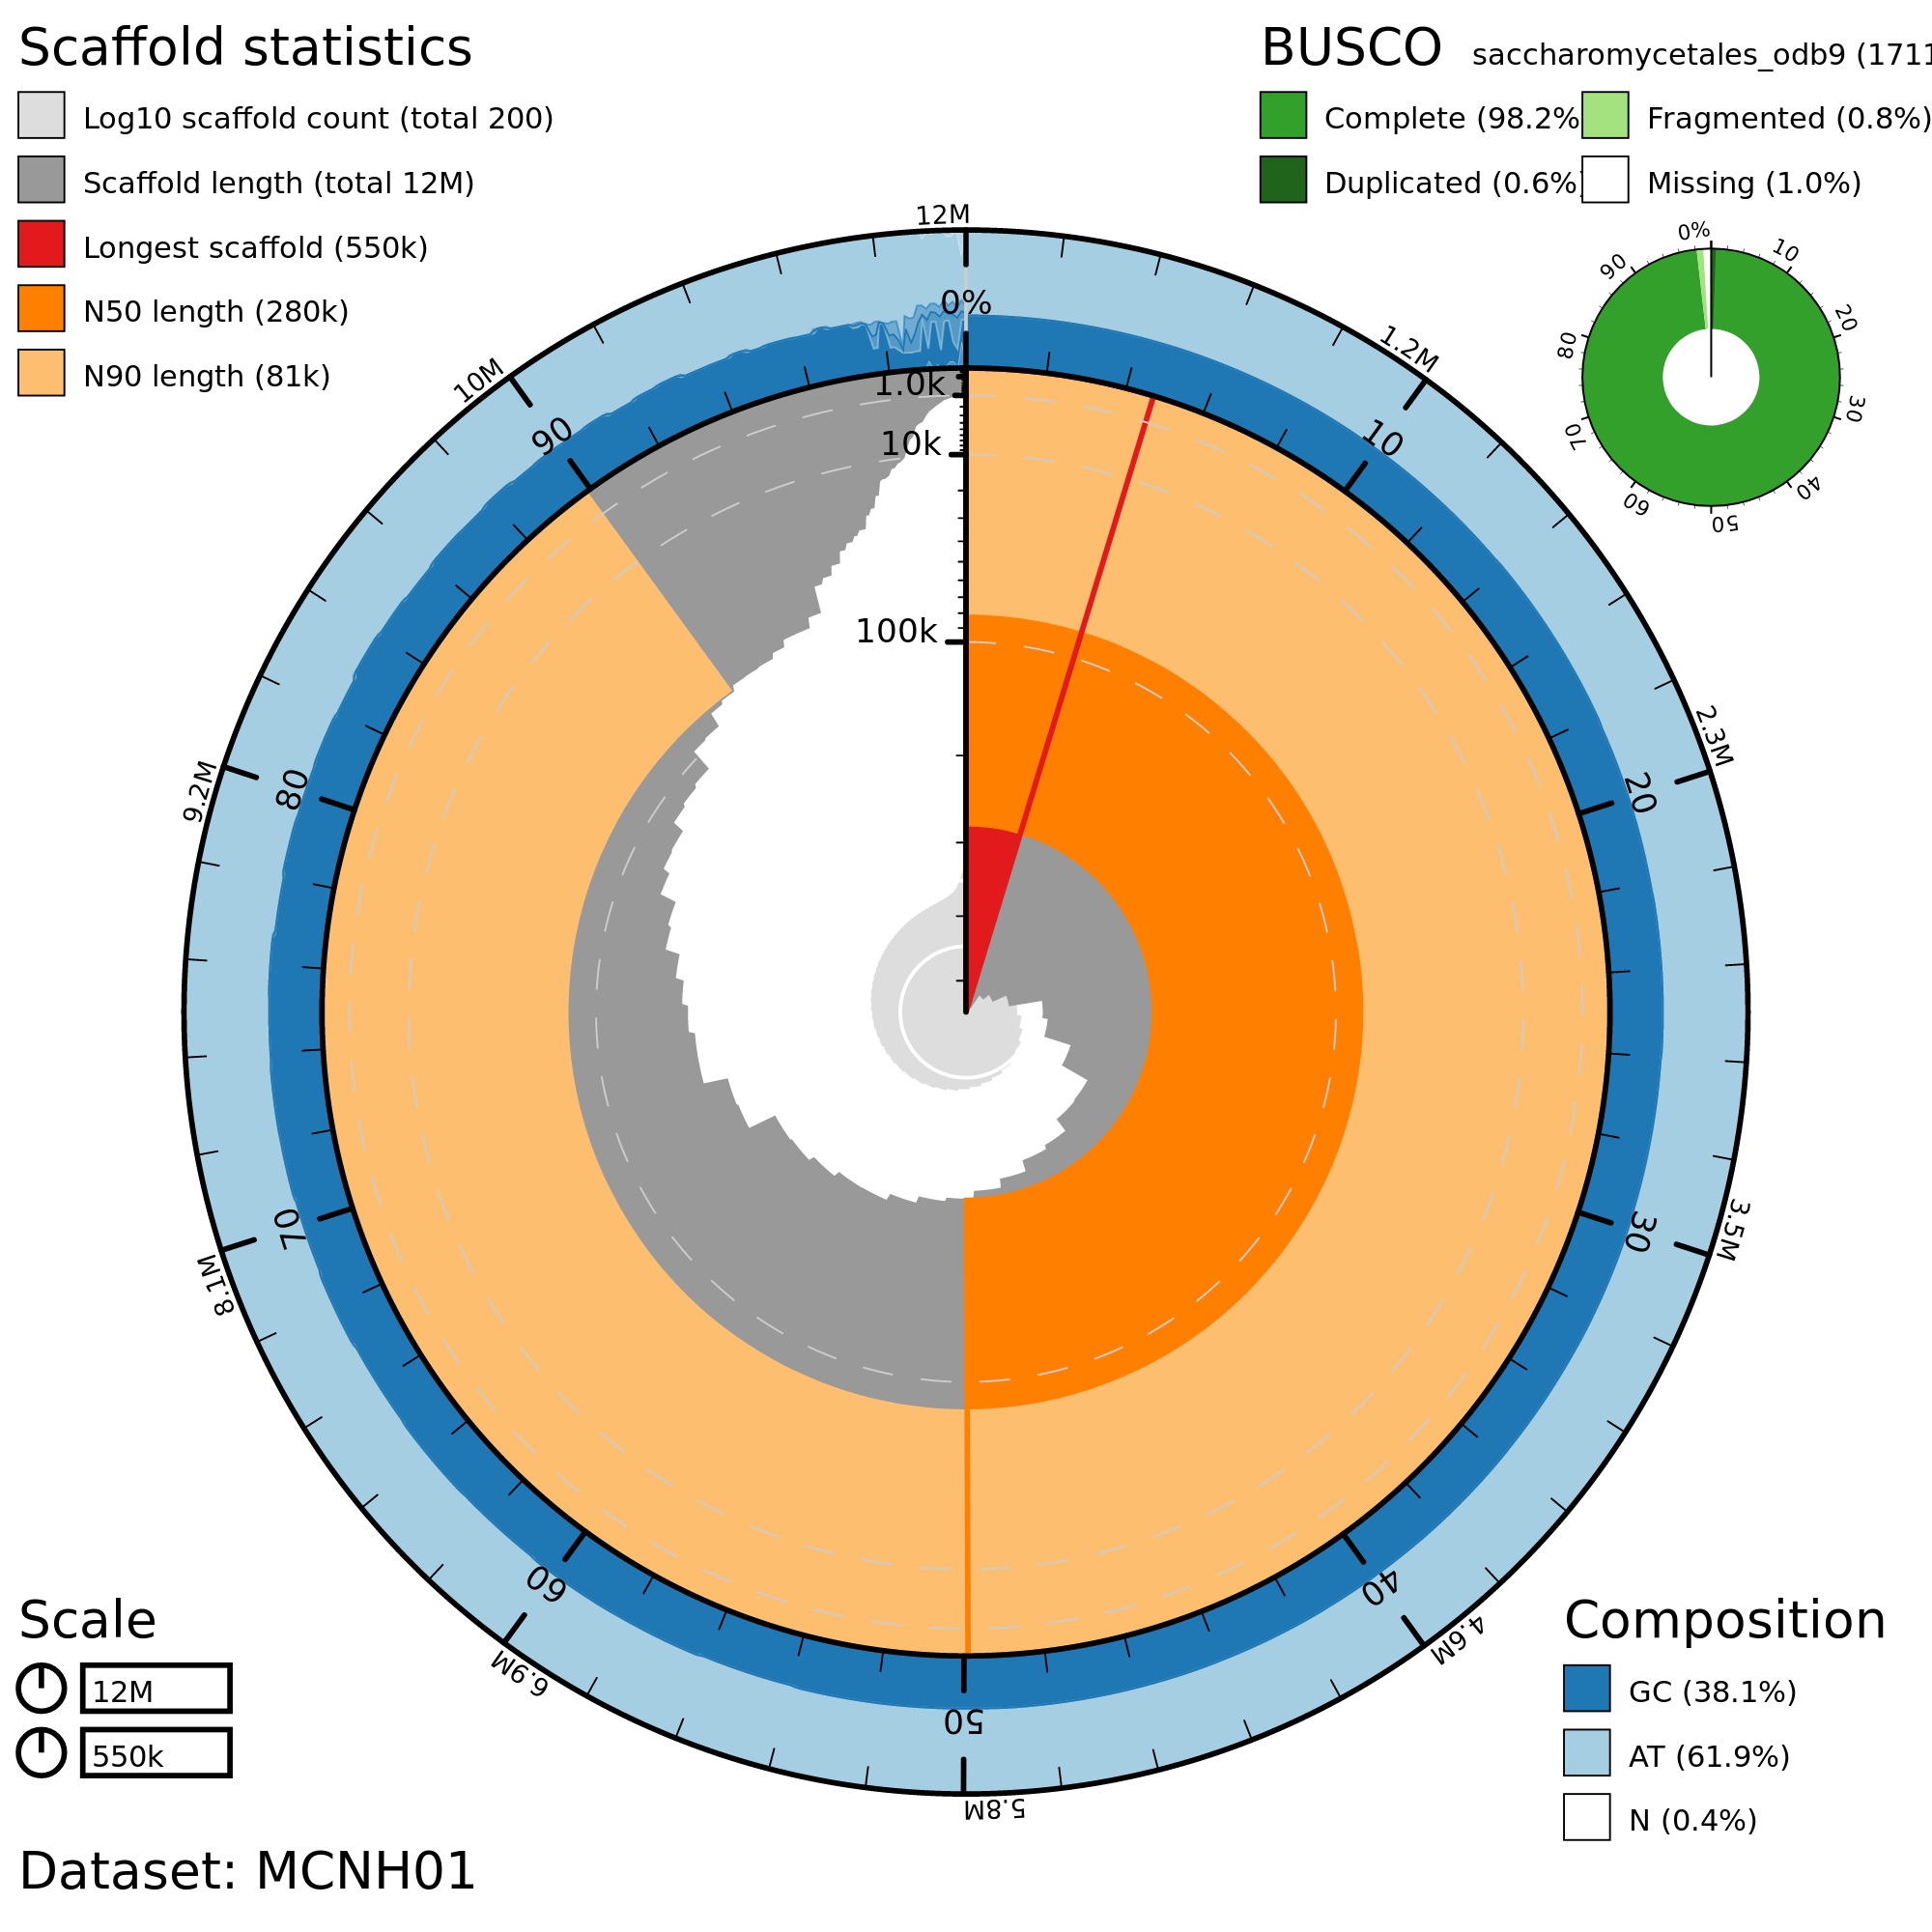 Scaffold statistics
Log10 scaffold count (total 200)
Scaffold length (total 12M)
Longest scaffold (550k)
N50 length (280k)
N90 length (81k)
BUSCO saccharomycetales_odb9 (1711
Complete (98.2% Fragmented (0.8%)
Duplicated (0.6%) Missing (1.0%)
0%
10
20
30
40
50
60
70
80
90
12M
1.2M
2.3M
3.5M
4.6M
5.8M
6.9M
8.1M
9.2M
10M
0%
10
20
30
40
50
60
70
80
90
1.0k
10k
100k
Scale
12M
550k
Composition
GC (38.1%)
AT (61.9%)
N (0.4%)
Dataset: MCNH01